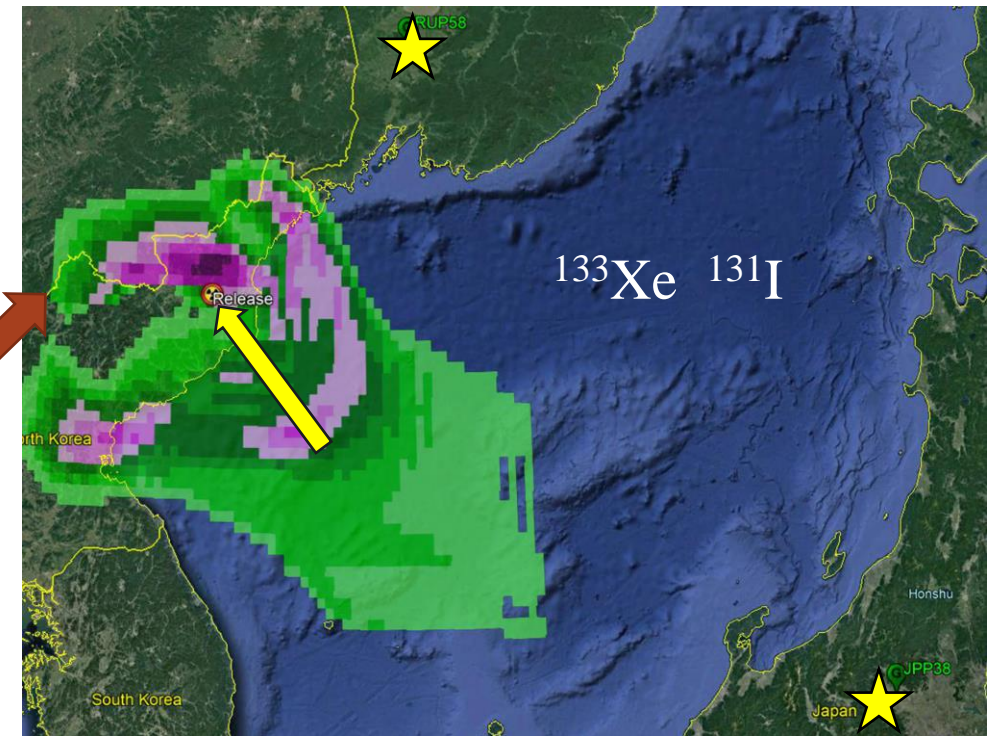 RUP58
¹³³Xe ¹³¹I
Release
orth Korea
Honshu
JPP38
Japan
South Korea